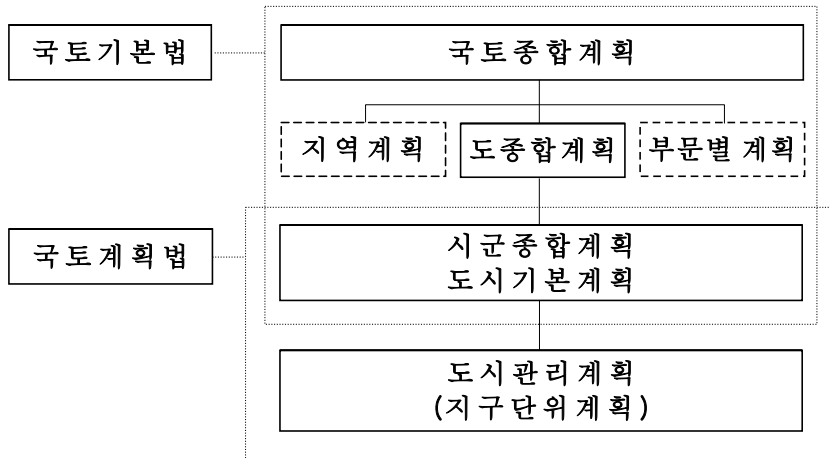 국토기본법
국토종합계획
지역계획
도종합계획
부문별 계획
국토계획법
시군종합계획
도시기본계획
도시관리계획
(지구단위계획)